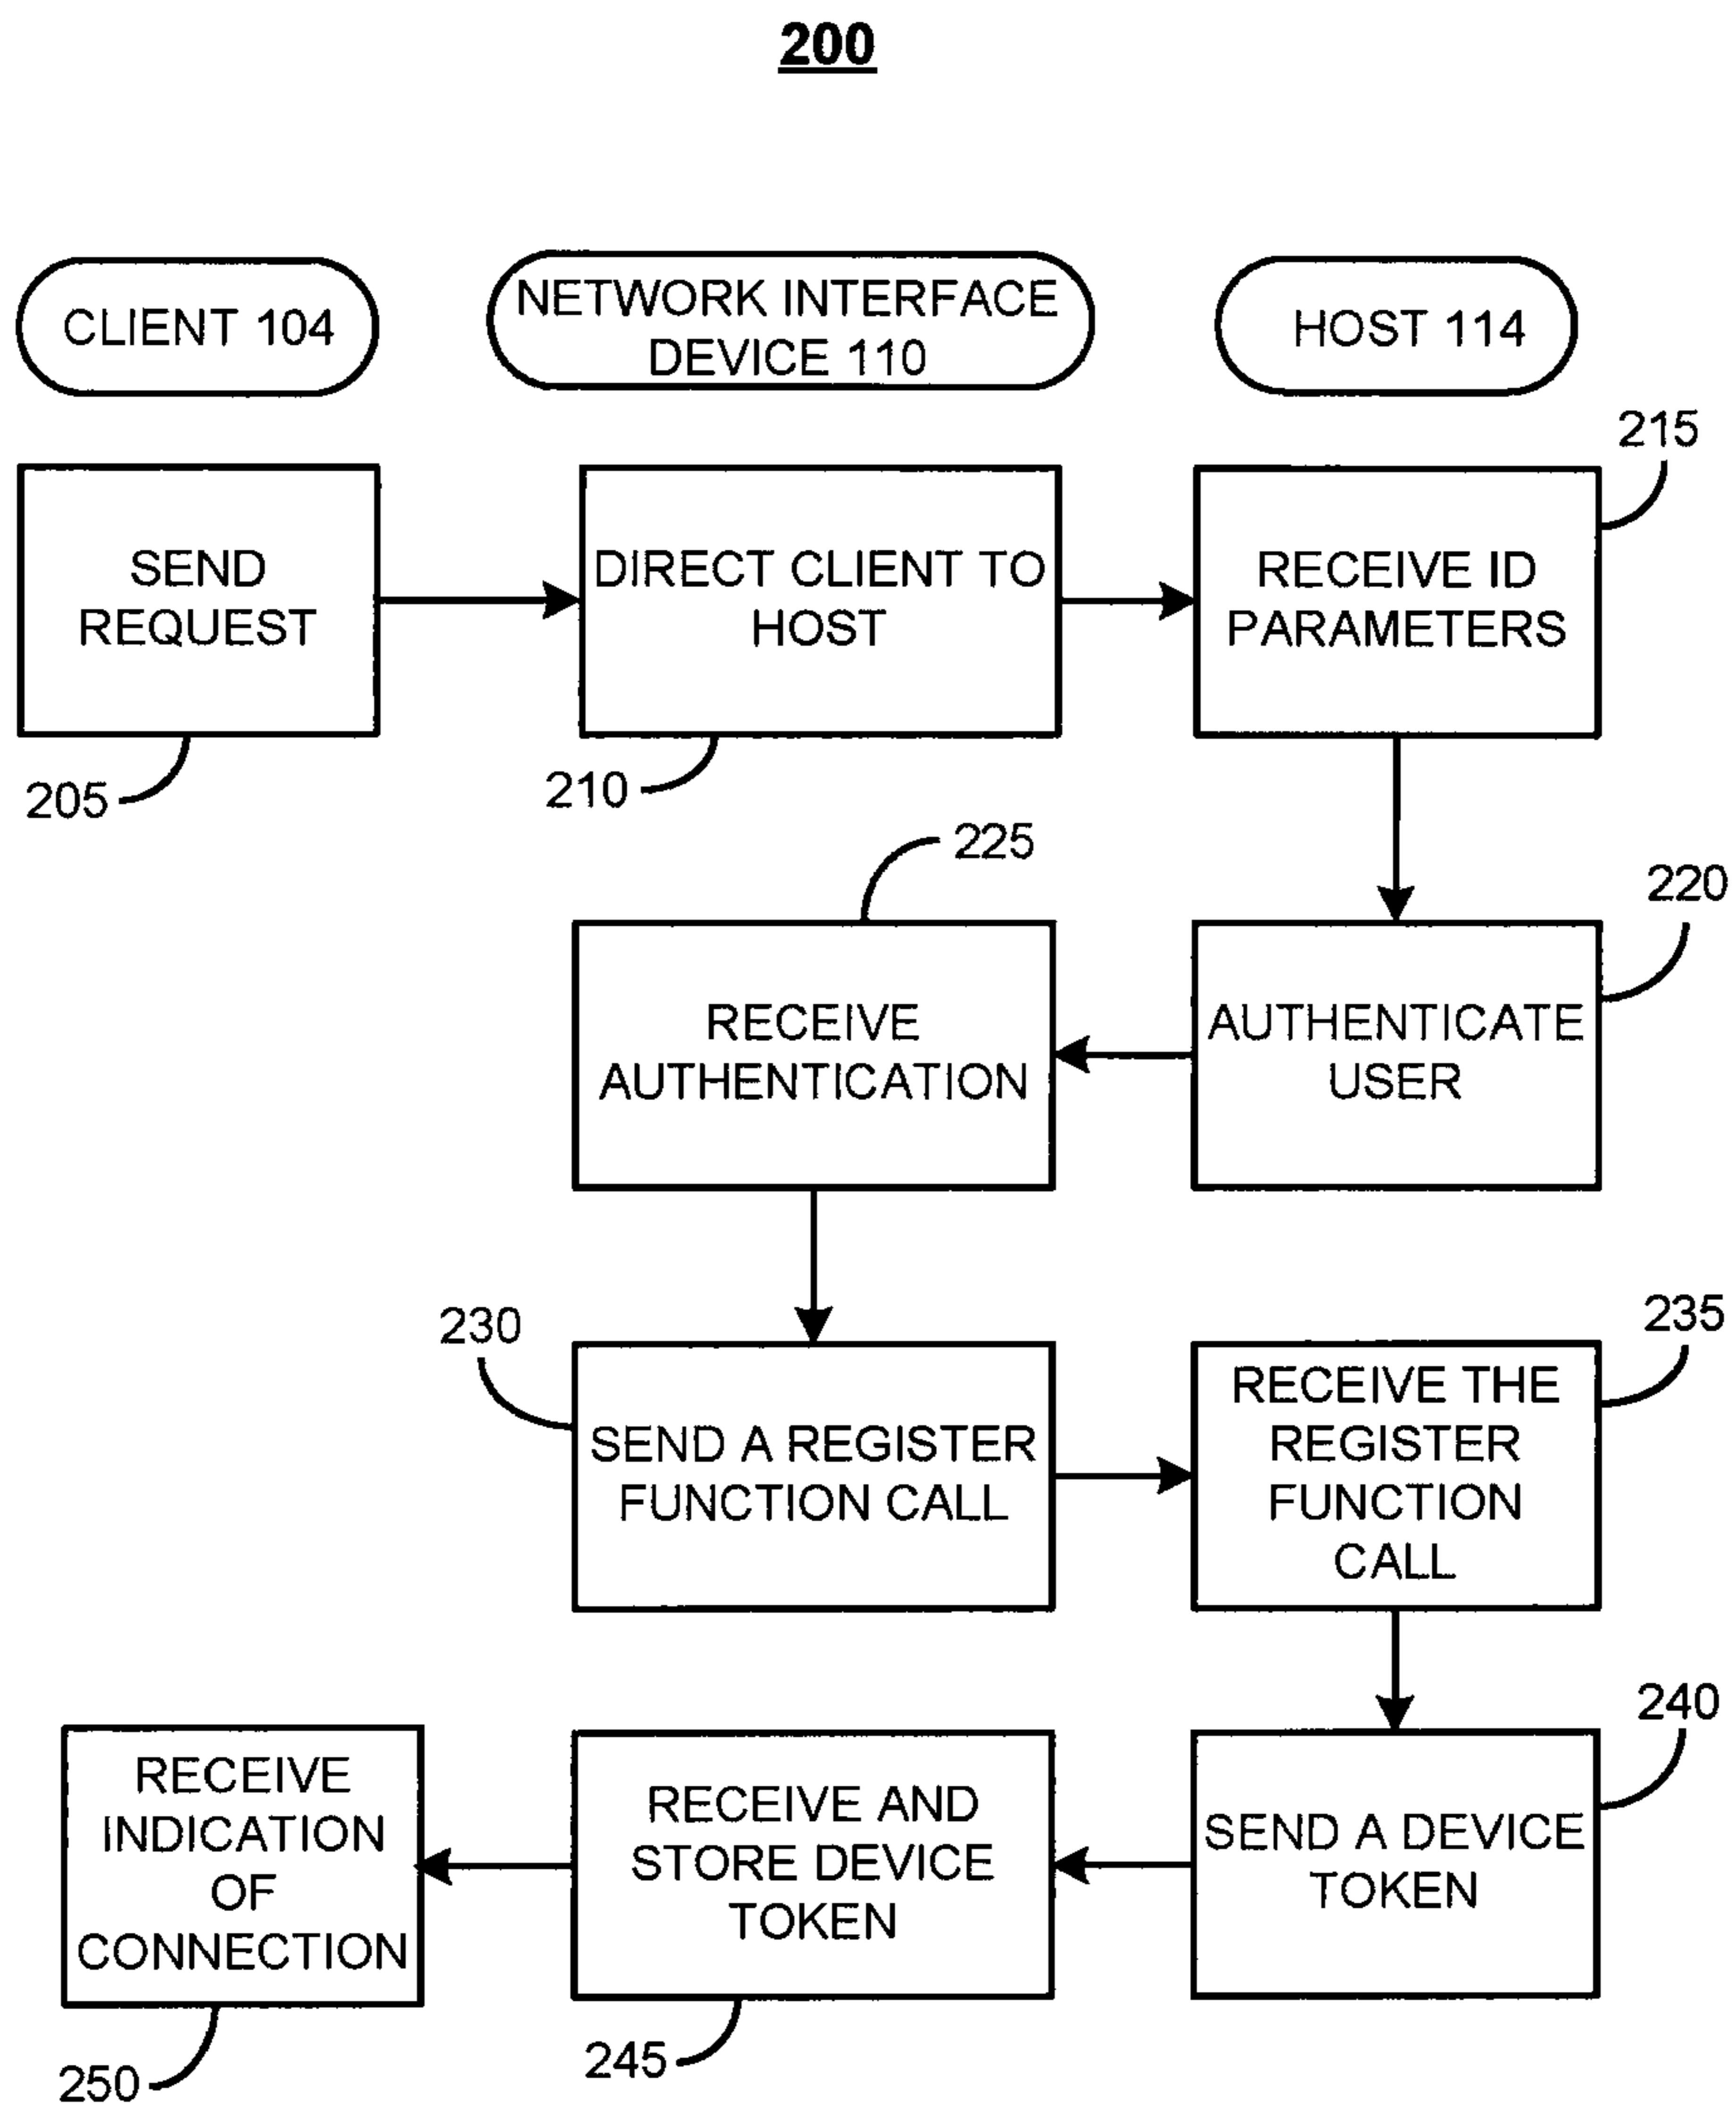 200
CLIENT 104
NETWORK INTERFACE
DEVICE 110
HOST 114
215
SEND
REQUEST
DIRECT CLIENT TO
HOST
RECEIVE ID
PARAMETERS
205
210
225
220
RECEIVE
AUTHENTICATION
AUTHENTICATE
USER
230
235
SEND A REGISTER
FUNCTION CALL
RECEIVE THE
REGISTER
FUNCTION
CALL
240
RECEIVE
INDICATION
OF
CONNECTION
RECEIVE AND
STORE DEVICE
TOKEN
SEND A DEVICE
TOKEN
250
245